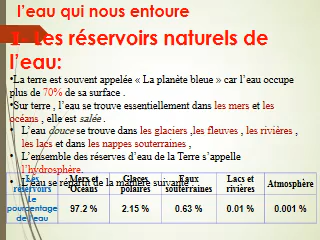 l'eau qui nous entoure
1- Les réservoirs naturels de
l'eau:
•La terre est souvent appelée « La planète bleue » car l'eau occupe
plus de 70% de sa surface .
•Sur terre , l'eau se trouve essentiellement dans les mers et les
océans , elle est salée .
• L'eau douce se trouve dans les glaciers ,les fleuves , les rivières ,
les lacs et dans les nappes souterraines ,
• L'ensemble des réserves d'eau de la Terre s'appelle
l'hydrosphère.
• L'eau se répartit de la manière suivante :
Les réservoirs Mers et Océans Glaces polaires Eaux souterraines Lacs et rivières Atmosphère
Le pourcentage de l'eau 97.2 % 2.15 % 0.63 % 0.01 % 0.001 %